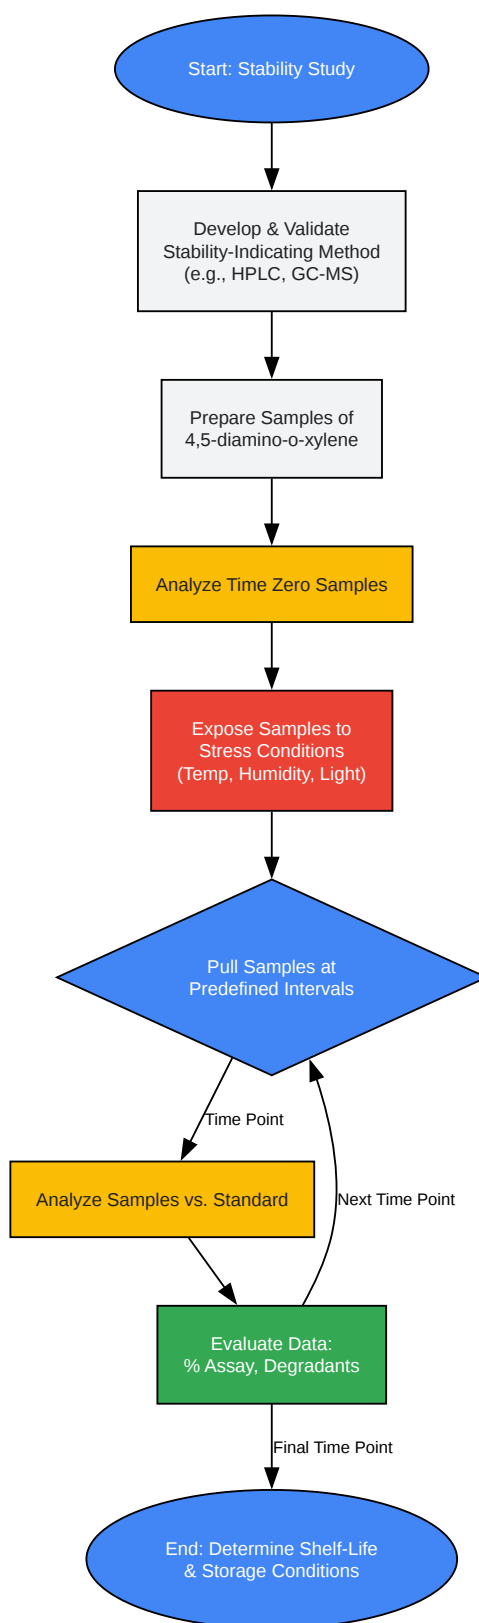 Start: Stability Study
Develop & Validate
Stability-Indicating Method
(e.g., HPLC, GC-MS)
Prepare Samples of
4,5-diamino-o-xylene
Analyze Time Zero Samples
Expose Samples to
Stress Conditions
(Temp, Humidity, Light)
Pull Samples at
Predefined Intervals
Time Point
Analyze Samples vs. Standard
Next Time Point
Evaluate Data:
% Assay, Degradants
Final Time Point
End: Determine Shelf-Life
& Storage Conditions